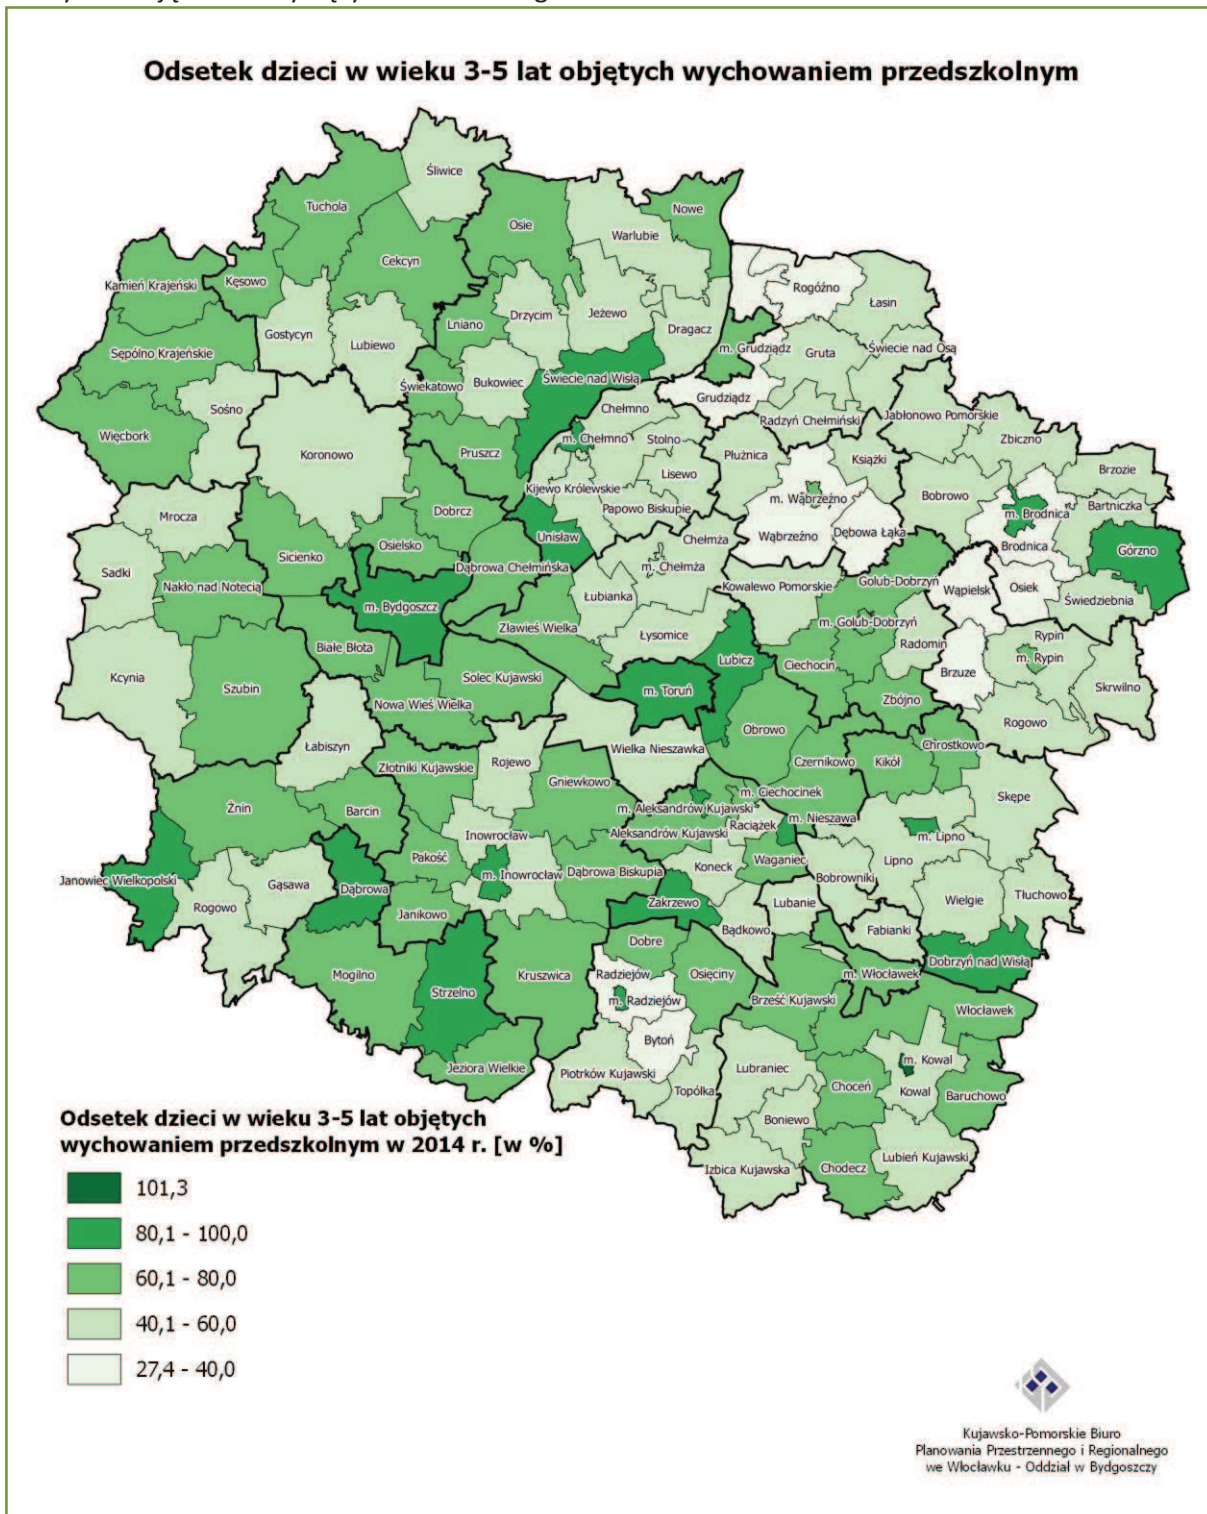 Odsetek dzieci w wieku 3-5 lat objętych wychowaniem przedszkolnym
Śliwice
Tuchola
Osie
Nowe
Warlubie
Cekcyn
Kamień Krajeński
Kęsowo
Rogóźno
Łasin
Drzycim
Jeżewo
Lniano
Dragacz
Gostycyn
Lubiewo
m. Grudziądz
Gruta
Świecie nad Osą
Sępólno Krajeńskie
Świekatowo
Bukowiec
Świecie nad Wisłą
Sośno
Grudziądz
Chełmno
Radzyń Chełmiński
Jabłonowo Pomorskie
Więcbork
m. Chełmno
Stolno
Zbiczno
Koronowo
Pruszcz
Płużnica
Książki
Brzozie
Lisewo
Kijewo Królewskie
m. Wąbrzeźno
Bobrowo
Bartniczka
Mrocza
Dobrcz
Papowo Biskupie
m. Brodnica
Unisław
Wąbrzeźno
Dębowa Łąka
Brodnica
Górzno
Chełmża
Osielsko
Sicienko
Dąbrowa Chełmińska
m. Chełmża
Sadki
Nakło nad Notecią
Kowalewo Pomorskie
Golub-Dobrzyń
Wąpielsk
Osiek
Świedziebnia
m. Bydgoszcz
Łubianka
Zławieś Wielka
Łysomice
m. Golub-Dobrzyń
Radomin
Rypin
Białe Błota
Lubicz
Ciechocin
m. Rypin
Kcynia
Szubin
Solec Kujawski
m. Toruń
Brzuze
Skrwilno
Nowa Wieś Wielka
Zbójno
Obrowo
Rogowo
Łabiszyn
Wielka Nieszawka
Chrostkowo
Złotniki Kujawskie
Rojewo
Czernikowo
Kikół
Gniewkowo
m. Ciechocinek
Skępe
Żnin
Barcin
m. Aleksandrów Kujawski
Raciążek
m. Nieszawa
Aleksandrów Kujawski
m. Lipno
Inowrocław
Pakość
Waganiec
Lipno
Janowiec Wielkopolski
Gąsawa
Dąbrowa
m. Inowrocław
Dąbrowa Biskupia
Koneck
Bobrowniki
Tłuchowo
Rogowo
Janikowo
Zakrzewo
Lubanie
Wielgie
Bądkowo
Fabianki
Dobre
Dobrzyń nad Wisłą
Mogilno
Kruszwica
Radziejów
Osięciny
m. Włocławek
Strzelno
m. Radziejów
Brześć Kujawski
Włocławek
Bytoń
m. Kowal
Jeziora Wielkie
Piotrków Kujawski
Lubraniec
Choceń
Kowal
Baruchowo
Topólka
Boniewo
Lubień Kujawski
Izbica Kujawska
Chodecz
Odsetek dzieci w wieku 3-5 lat objętych
wychowaniem przedszkolnym w 2014 r. [w %]
101,3
80,1 - 100,0
60,1 - 80,0
40,1 - 60,0
27,4 - 40,0
Kujawsko-Pomorskie Biuro
Planowania Przestrzennego i Regionalnego
we Włocławku - Oddział w Bydgoszczy